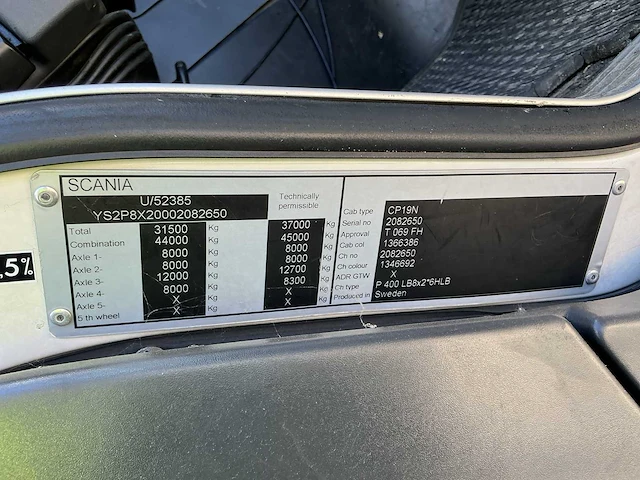 SCANIA
U/52385
YS2P8X20002082650
Technically permissible
Total 31500 Kg 37000 Kg
Combination 44000 Kg 45000 Kg
Axle 1- 8000 Kg 8000 Kg
Axle 2- 8000 Kg 8000 Kg
Axle 3- 12000 Kg 12700 Kg
Axle 4- 8000 Kg 8300 Kg
Axle 5- X Kg X Kg
5 th wheel X Kg X Kg
Cab type CP19N
Serial no 2082650
Approval T 069 FH
Cab col 1366386
Ch no 2082650
Ch colour 1346692
ADR GTW X
Ch type P 400 LB8x2*6HLB
Produced in Sweden
.5%